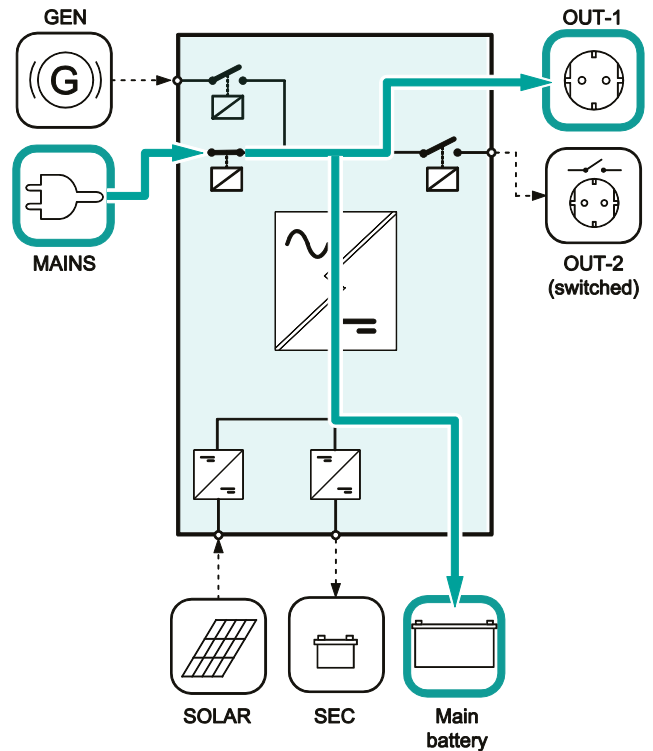 GEN
OUT-1
G
MAINS
OUT-2
(switched)
SOLAR
SEC
Main
battery